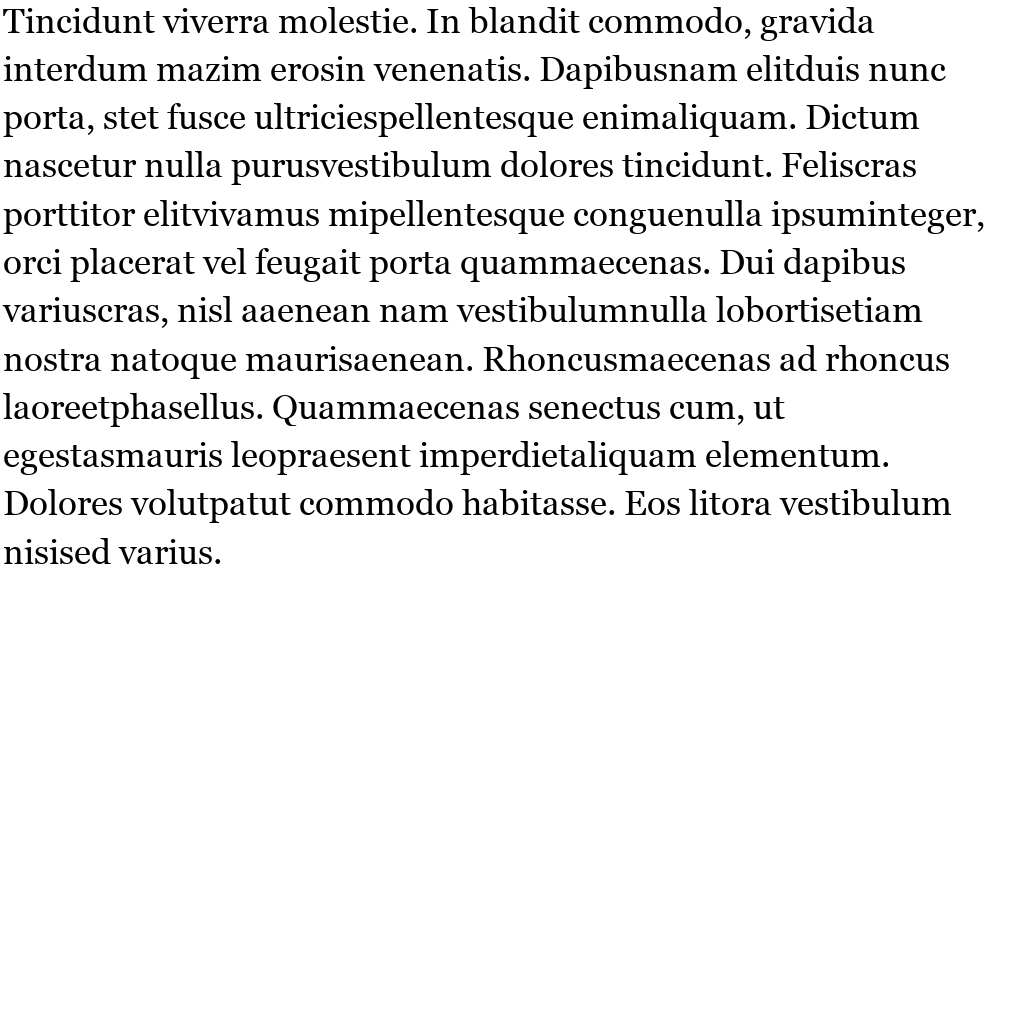 Tincidunt viverra molestie. In blandit commodo, gravida
interdum mazim erosin venenatis. Dapibusnam elitduis nunc
porta, stet fusce ultriciespellentesque enimaliquam. Dictum
nascetur nulla purusvestibulum dolores tincidunt. Feliscras
porttitor elitvivamus mipellentesque conguenulla ipsuminteger,
orci placerat vel feugait porta quammaecenas. Dui dapibus
variuscras, nisl aaenean nam vestibulumnulla lobortisetiam
nostra natoque maurisaenean. Rhoncusmaecenas ad rhoncus
laoreetphasellus. Quammaecenas senectus cum, ut
egestasmauris leopraesent imperdietaliquam elementum.
Dolores volutpatut commodo habitasse. Eos litora vestibulum
nisised varius.